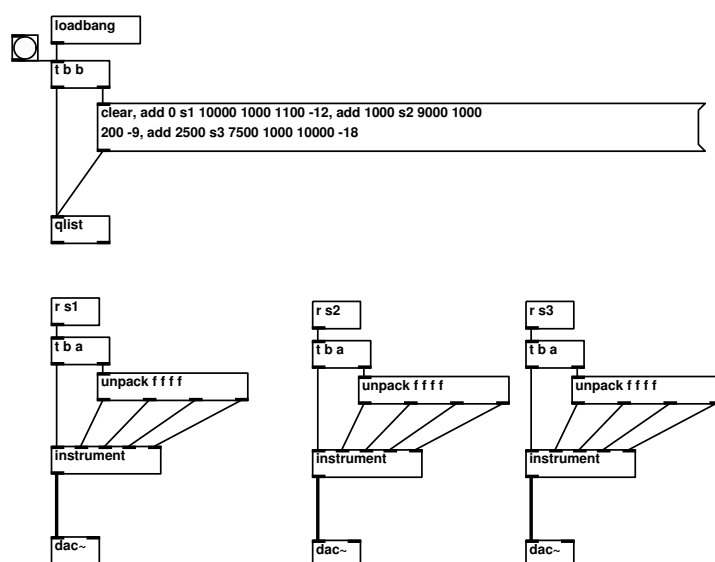 loadbang
t b b
clear, add 0 s1 10000 1000 1100 -12, add 1000 s2 9000 1000
200 -9, add 2500 s3 7500 1000 10000 -18
qlist
r s1
r s2
r s3
t b a
t b a
t b a
unpack f f f f
unpack f f f f
unpack f f f f
instrument
instrument
instrument
dac~
dac~
dac~